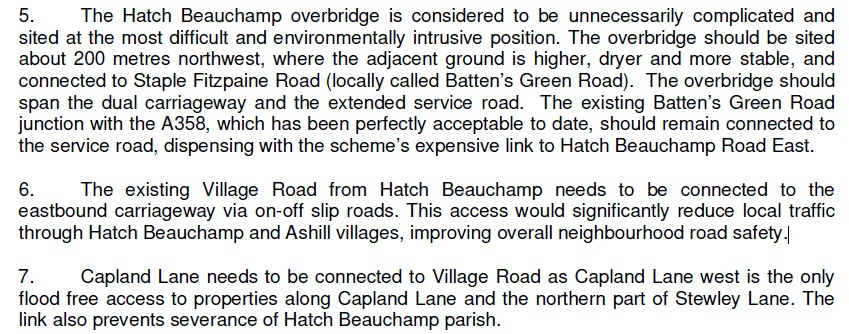 5. The Hatch Beauchamp overbridge is considered to be unnecessarily complicated and
sited at the most difficult and environmentally intrusive position. The overbridge should be sited
about 200 metres northwest, where the adjacent ground is higher, dryer and more stable, and
connected to Staple Fitzpaine Road (locally called Batten’s Green Road). The overbridge should
span the dual carriageway and the extended service road. The existing Batten’s Green Road
junction with the A358, which has been perfectly acceptable to date, should remain connected to
the service road, dispensing with the scheme’s expensive link to Hatch Beauchamp Road East.
6. The existing Village Road from Hatch Beauchamp needs to be connected to the
eastbound carriageway via on-off slip roads. This access would significantly reduce local traffic
through Hatch Beauchamp and Ashill villages, improving overall neighbourhood road safety.
7. Capland Lane needs to be connected to Village Road as Capland Lane west is the only
flood free access to properties along Capland Lane and the northern part of Stewley Lane. The
link also prevents severance of Hatch Beauchamp parish.